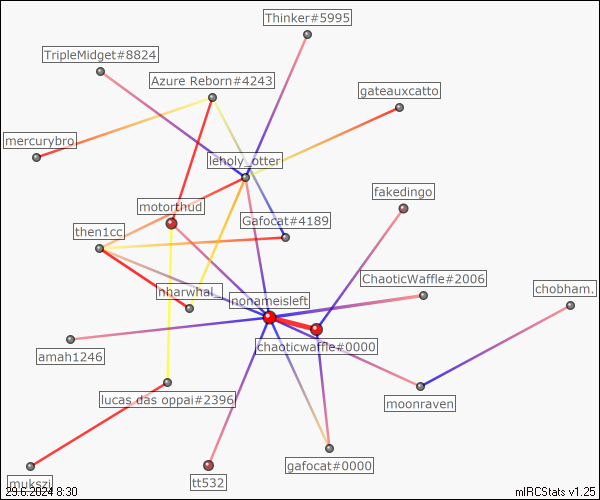 Thinker#5995
TripleMidget#8824
Azure Reborn#4243
gateauxcatto
mercurybro
leholy_otter
fakedingo
motorthud
Gafocat#4189
then1cc
ChaoticWaffle#2006
chobham.
nharwhal_
nonameisleft
chaoticwaffle#0000
amah1246
lucas das oppai#2396
moonraven
gafocat#0000
tt532
mukszi
29.6.2024 8:30
mIRCStats v1.25